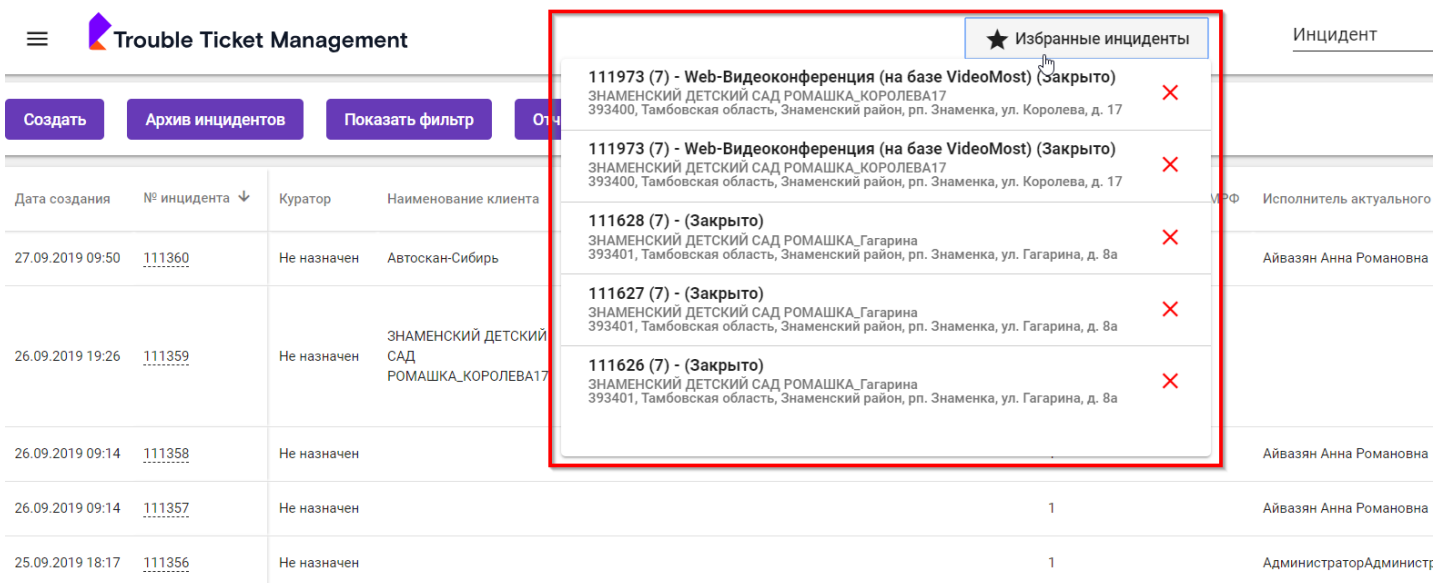 Trouble Ticket Management
Избранные инциденты
Инцидент
Создать
Архив инцидентов
Показать фильтр
111973 (7) - Web-Видеоконференция (на базе VideoMost) (Закрыто)
ЗНАМЕНСКИЙ ДЕТСКИЙ САД РОМАШКА_КОРОЛЕВА17
393400, Тамбовская область, Знаменский район, рп. Знаменка, ул. Королева, д. 17
111973 (7) - Web-Видеоконференция (на базе VideoMost) (Закрыто)
ЗНАМЕНСКИЙ ДЕТСКИЙ САД РОМАШКА_КОРОЛЕВА17
393400, Тамбовская область, Знаменский район, рп. Знаменка, ул. Королева, д. 17
111628 (7) - (Закрыто)
ЗНАМЕНСКИЙ ДЕТСКИЙ САД РОМАШКА_Гагарина
393401, Тамбовская область, Знаменский район, рп. Знаменка, ул. Гагарина, д. 8а
111627 (7) - (Закрыто)
ЗНАМЕНСКИЙ ДЕТСКИЙ САД РОМАШКА_Гагарина
393401, Тамбовская область, Знаменский район, рп. Знаменка, ул. Гагарина, д. 8а
111626 (7) - (Закрыто)
ЗНАМЕНСКИЙ ДЕТСКИЙ САД РОМАШКА_Гагарина
393401, Тамбовская область, Знаменский район, рп. Знаменка, ул. Гагарина, д. 8а
Дата создания № инцидента Куратор Наименование клиента МРФ Исполнитель актуального
27.09.2019 09:50 111360 Не назначен Автоскан-Сибирь Айвазян Анна Романовна
26.09.2019 19:26 111359 Не назначен ЗНАМЕНСКИЙ ДЕТСКИЙ
САД
РОМАШКА_КОРОЛЕВА17
26.09.2019 09:14 111358 Не назначен Айвазян Анна Романовна
26.09.2019 09:14 111357 Не назначен 1 Айвазян Анна Романовна
25.09.2019 18:17 111356 Не назначен 1 АдминистраторАдминистр